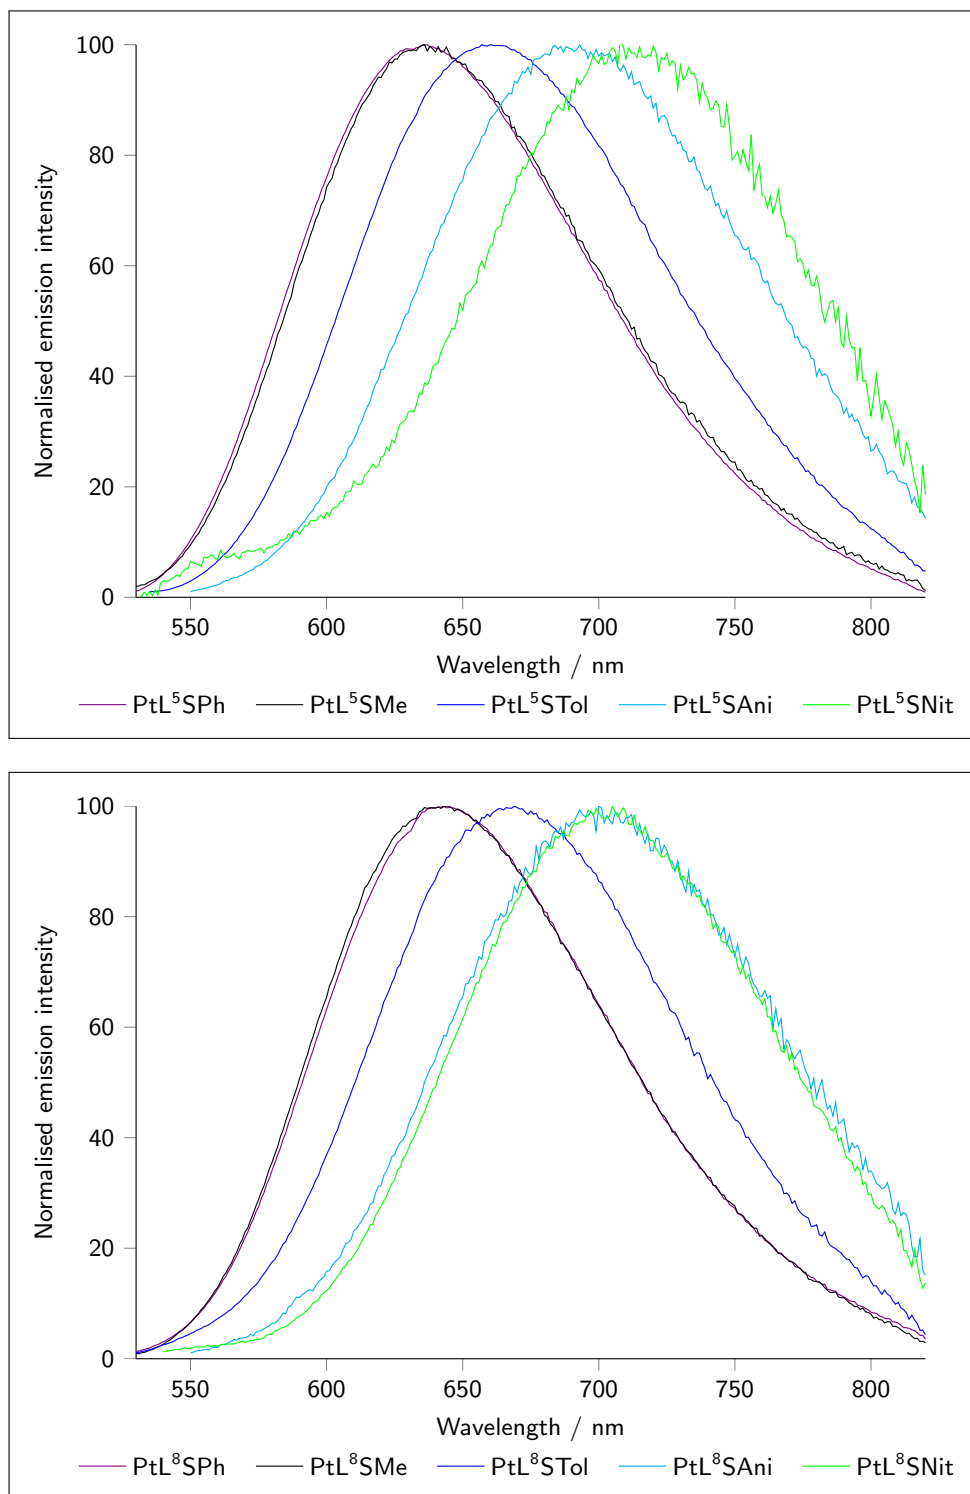 100
80
60
40
20
0
Normalised emission intensity
550 600 650 700 750 800
Wavelength / nm
PtL⁵SPh PtL⁵SMe PtL⁵STol PtL⁵SAni PtL⁵SNit
100
80
60
40
20
0
Normalised emission intensity
550 600 650 700 750 800
Wavelength / nm
PtL⁸SPh PtL⁸SMe PtL⁸STol PtL⁸SAni PtL⁸SNit